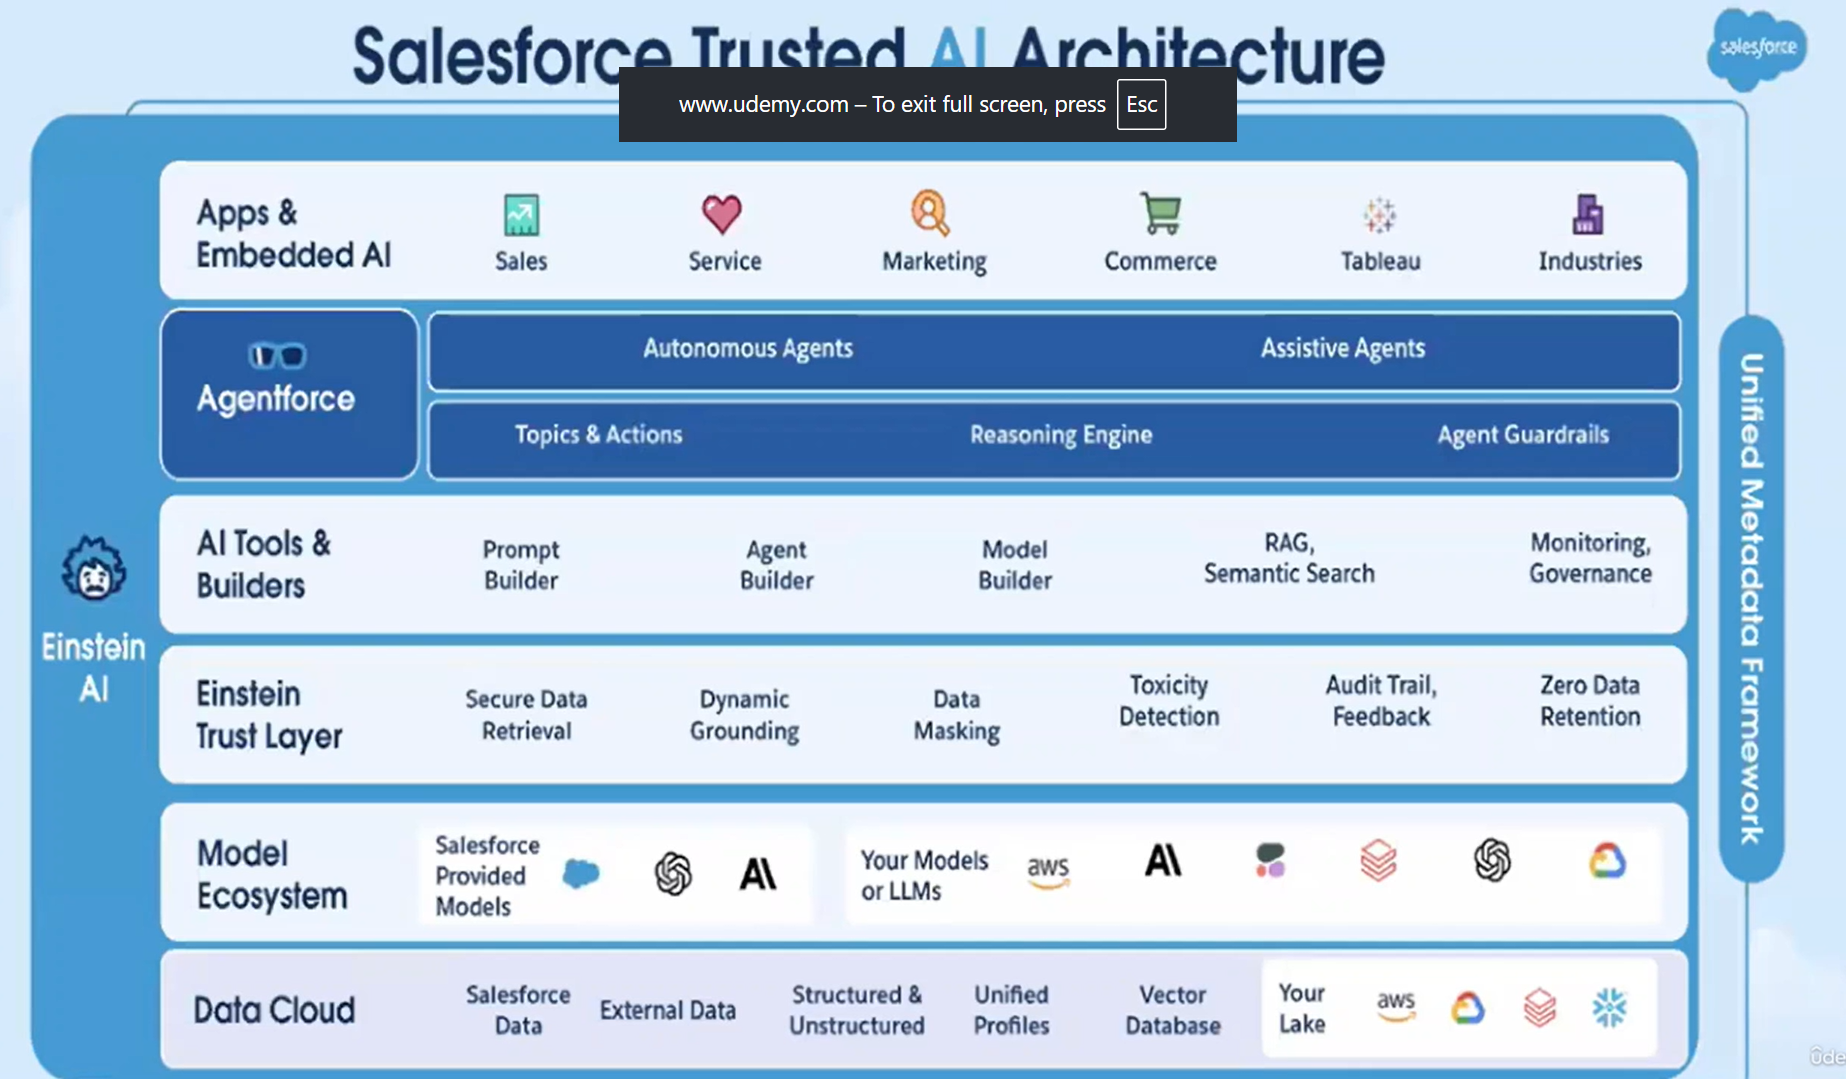 Salesforce Trusted AI Architecture
salesforce
www.udemy.com – To exit full screen, press Esc
Apps &
Embedded AI
Sales
Service
Marketing
Commerce
Tableau
Industries
Agentforce
Autonomous Agents
Assistive Agents
Topics & Actions
Reasoning Engine
Agent Guardrails
Einstein
AI
AI Tools &
Builders
Prompt
Builder
Agent
Builder
Model
Builder
RAG,
Semantic Search
Monitoring,
Governance
Einstein
Trust Layer
Secure Data
Retrieval
Dynamic
Grounding
Data
Masking
Toxicity
Detection
Audit Trail,
Feedback
Zero Data
Retention
Unified Metadata Framework
Model
Ecosystem
Salesforce
Provided
Models
AI
Your Models
or LLMs
aws
AI
Data Cloud
Salesforce
Data
External Data
Structured &
Unstructured
Unified
Profiles
Vector
Database
Your
Lake
aws
ûde